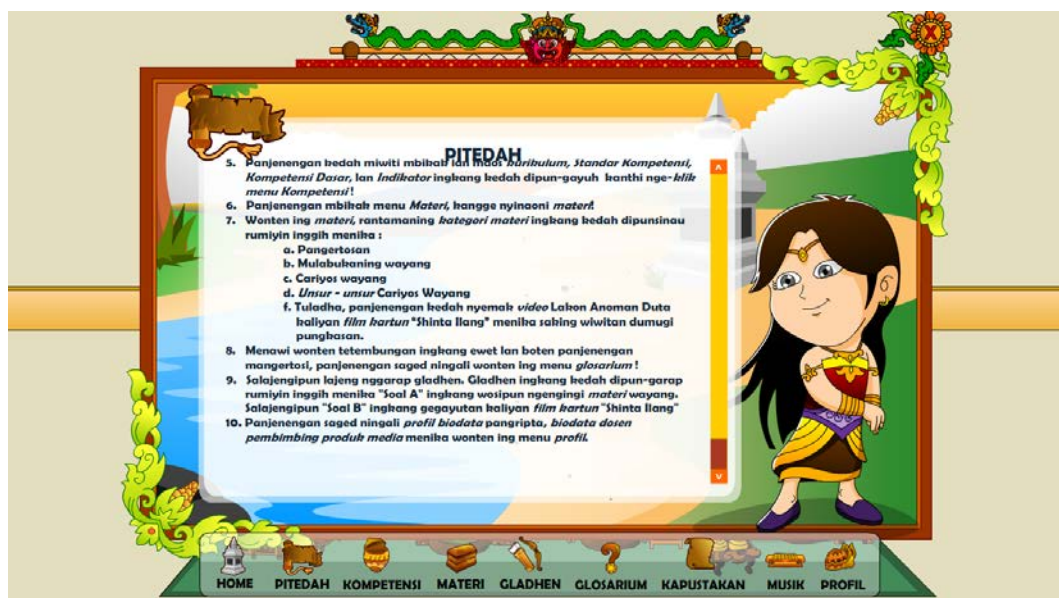 PITEDAH
5. Panjenengan kedah miwiti mbikak lan maos kurikulum, Standar Kompetensi,
Kompetensi Dasar, lan Indikator ingkang kedah dipun-gayuh kanthi nge-klik
menu Kompetensi !
6. Panjenengan mbikak menu Materi, kangge nyinaoni materi!
7. Wonten ing materi, rantamaning kategori materi ingkang kedah dipunsinau
rumiyin inggih menika :
a. Pangertosan
b. Mulabukaning wayang
c. Cariyos wayang
d. Unsur - unsur Cariyos Wayang
f. Tuladha, panjenengan kedah nyemak video Lakon Anoman Duta
kaliyan film kartun "Shinta Ilang" menika saking wiwitan dumugi
pungkasan.
8. Menawi wonten tetembungan ingkang ewet lan boten panjenengan
mangertosi, panjenengan saged ningali wonten ing menu glosarium !
9. Salajengipun lajeng nggarap gladhen. Gladhen ingkang kedah dipun-garap
rumiyin inggih menika "Soal A" ingkang wosipun ngengingi materi wayang.
Salajengipun "Soal B" ingkang gegayutan kaliyan film kartun "Shinta Ilang"
10. Panjenengan saged ningali profil biodata pangripta, biodata dosen
pembimbing produk media menika wonten ing menu profil.
HOME PITEDAH KOMPETENSI MATERI GLADHEN GLOSARIUM KAPUSTAKAN MUSIK PROFIL